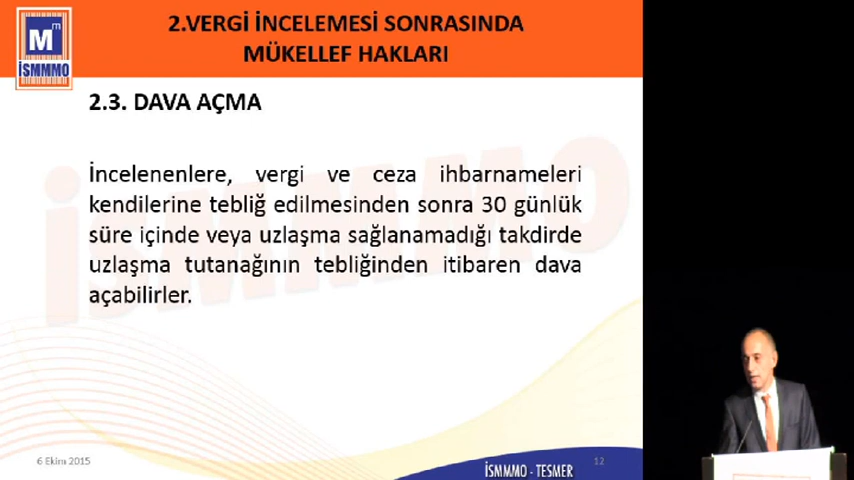 2.VERGİ İNCELEMESİ SONRASINDA
MÜKELLEF HAKLARI
Mm
İSMMMO
2.3. DAVA AÇMA
İncelenenlere, vergi ve ceza ihbarnameleri
kendilerine tebliğ edilmesinden sonra 30 günlük
süre içinde veya uzlaşma sağlanamadığı takdirde
uzlaşma tutanağının tebliğinden itibaren dava
açabilirler.
İSMMMO
6 Ekim 2015
İSMMMO - TESMER
12